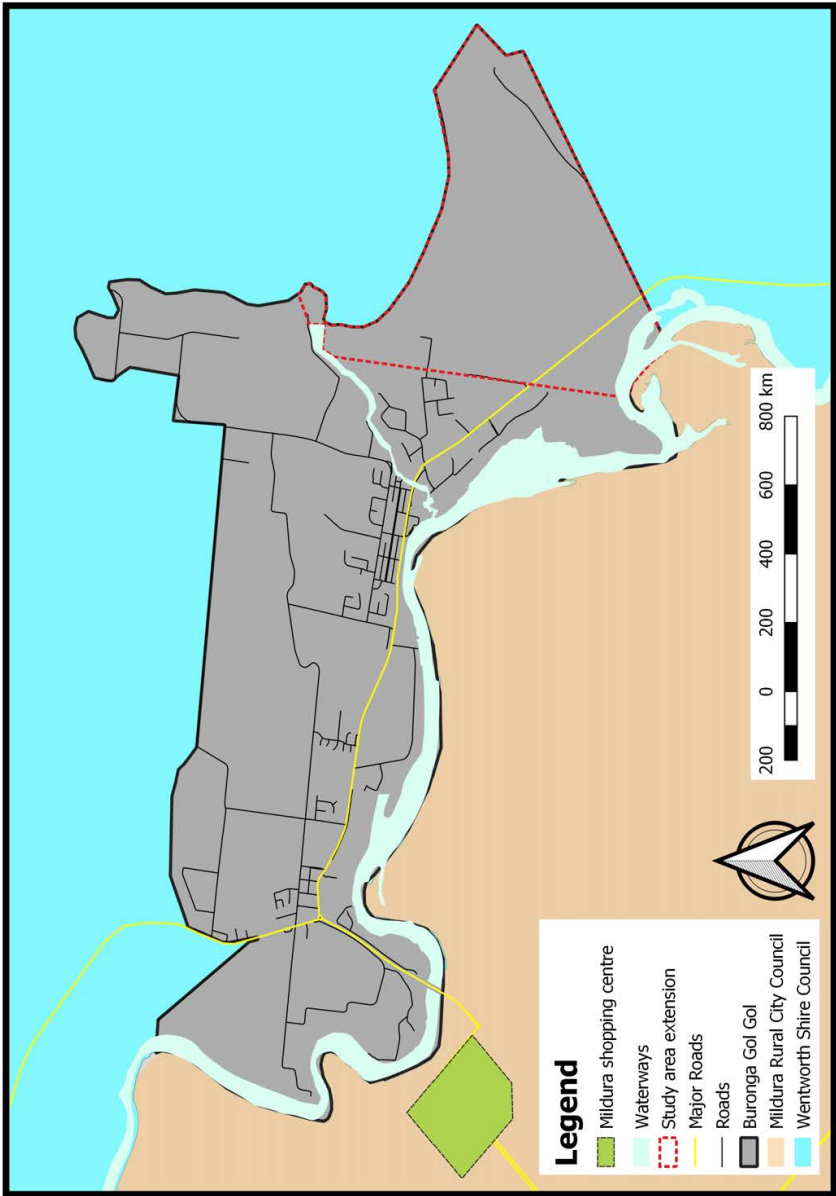 Legend
Mildura shopping centre
Waterways
Study area extension
Major Roads
Roads
Buronga Gol Gol
Mildura Rural City Council
Wentworth Shire Council
200 0 200 400 600 800 km